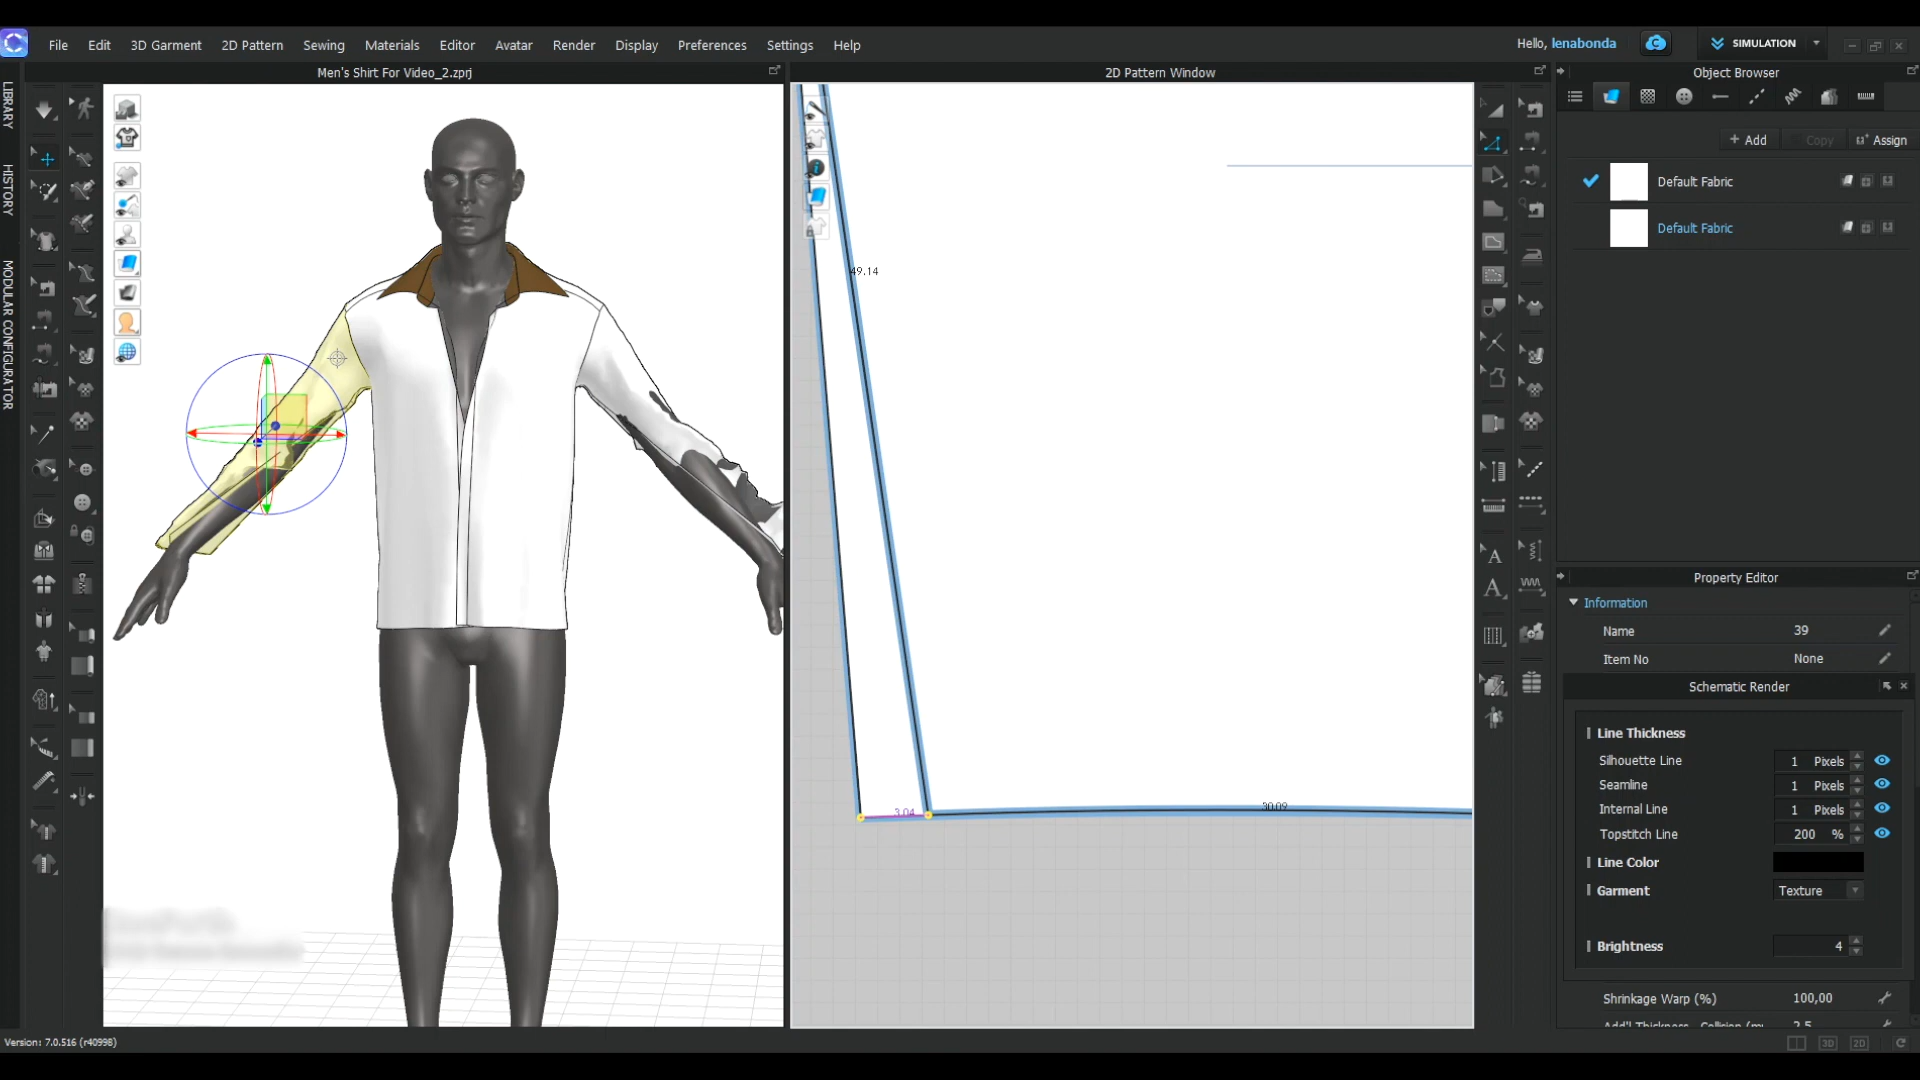 File Edit 3D Garment 2D Pattern Sewing Materials Editor Avatar Render Display Preferences Settings Help
Hello, lenabonda
SIMULATION
Men's Shirt For Video_2.zprj
2D Pattern Window
Object Browser
LIBRARY
HISTORY
MODULAR CONFIGURATOR
+ Add
Copy
Assign
Default Fabric
Default Fabric
49.14
3.04
30.09
A
A
Property Editor
Information
Name 39
Item No None
Schematic Render
Line Thickness
Silhouette Line 1 Pixels
Seamline 1 Pixels
Internal Line 1 Pixels
Topstitch Line 200 %
Line Color
Garment Texture
Brightness 4
Shrinkage Warp (%) 100,00
Version: 7.0.516 (r40998)
3D
2D